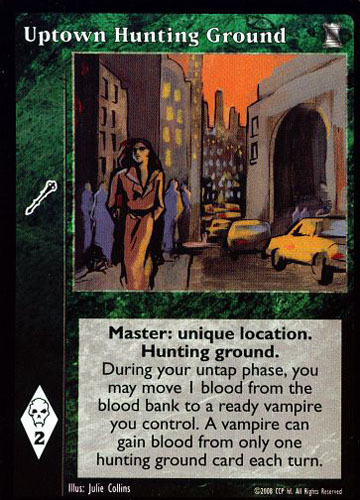 Uptown Hunting Ground
Master: unique location.
Hunting ground.
During your untap phase, you
may move 1 blood from the
blood bank to a ready vampire
you control. A vampire can
gain blood from only one
hunting ground card each turn.
2
Illus: Julie Collins
©2008 CCP hf. All Rights Reserved